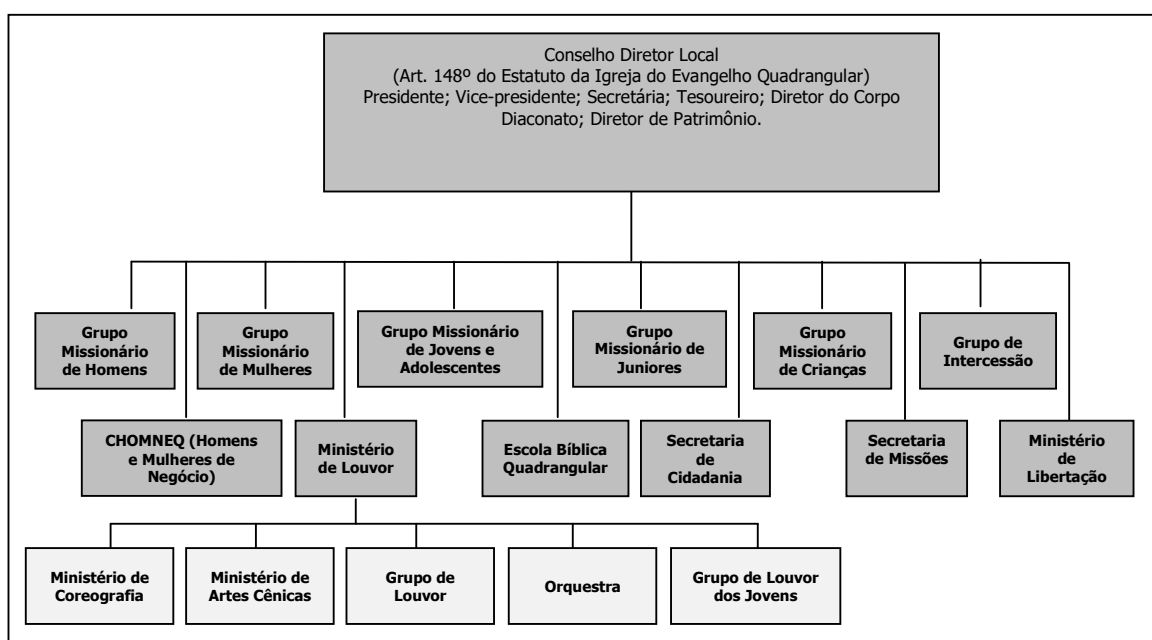 Conselho Diretor Local
(Art. 148º do Estatuto da Igreja do Evangelho Quadrangular)
Presidente; Vice-presidente; Secretária; Tesoureiro; Diretor do Corpo
Diaconato; Diretor de Patrimônio.
Grupo
Missionário
de Homens
Grupo
Missionário
de Mulheres
Grupo Missionário
de Jovens e
Adolescentes
Grupo
Missionário de
Juniores
Grupo
Missionário
de Crianças
Grupo de
Intercessão
CHOMNEQ (Homens
e Mulheres de
Negócio)
Ministério
de Louvor
Escola Bíblica
Quadrangular
Secretaria
de
Cidadania
Secretaria
de Missões
Ministério
de
Libertação
Ministério de
Coreografia
Ministério de
Artes Cênicas
Grupo de
Louvor
Orquestra
Grupo de Louvor
dos Jovens